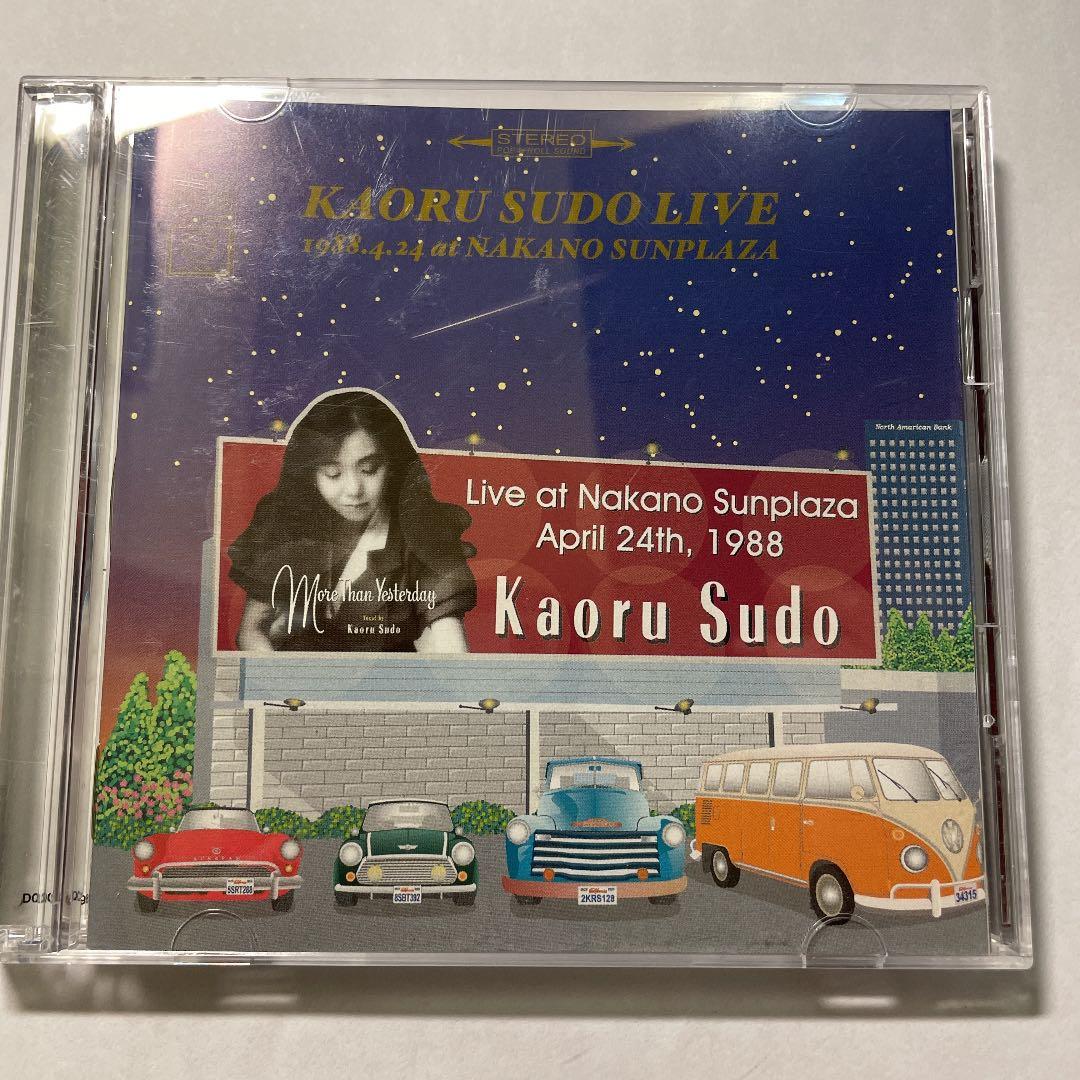 STEREO
POP & ROLL SOUND
KAORU SUDO LIVE
1988.4.24 at NAKANO SUNPLAZA
North American Bank
Live at Nakano Sunplaza
April 24th, 1988
Kaoru Sudo
More Than Yesterday
Kaoru Sudo
SUNBEAM
5SRT288
8SBT392
2KRS128
34315